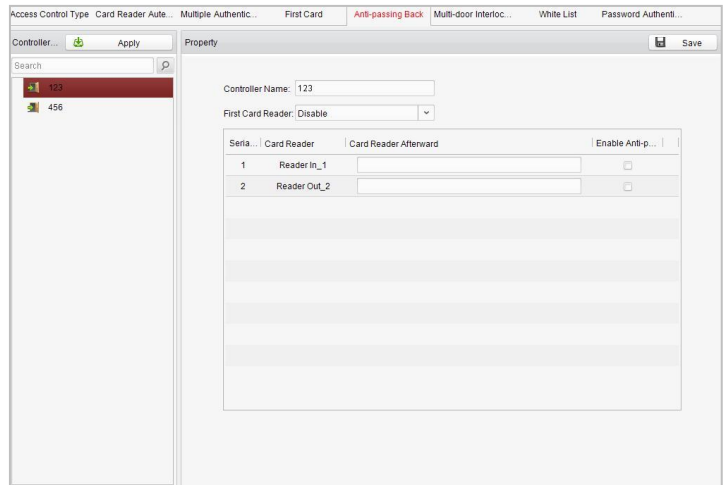 Access Control Type Card Reader Aute... Multiple Authentic... First Card Anti-passing Back Multi-door Interloc... White List Password Authenti...
Controller... Apply Property Save
Search
123
456
Controller Name: 123
First Card Reader: Disable
Seria... Card Reader Card Reader Afterward Enable Anti-p...
1 Reader In_1
2 Reader Out_2